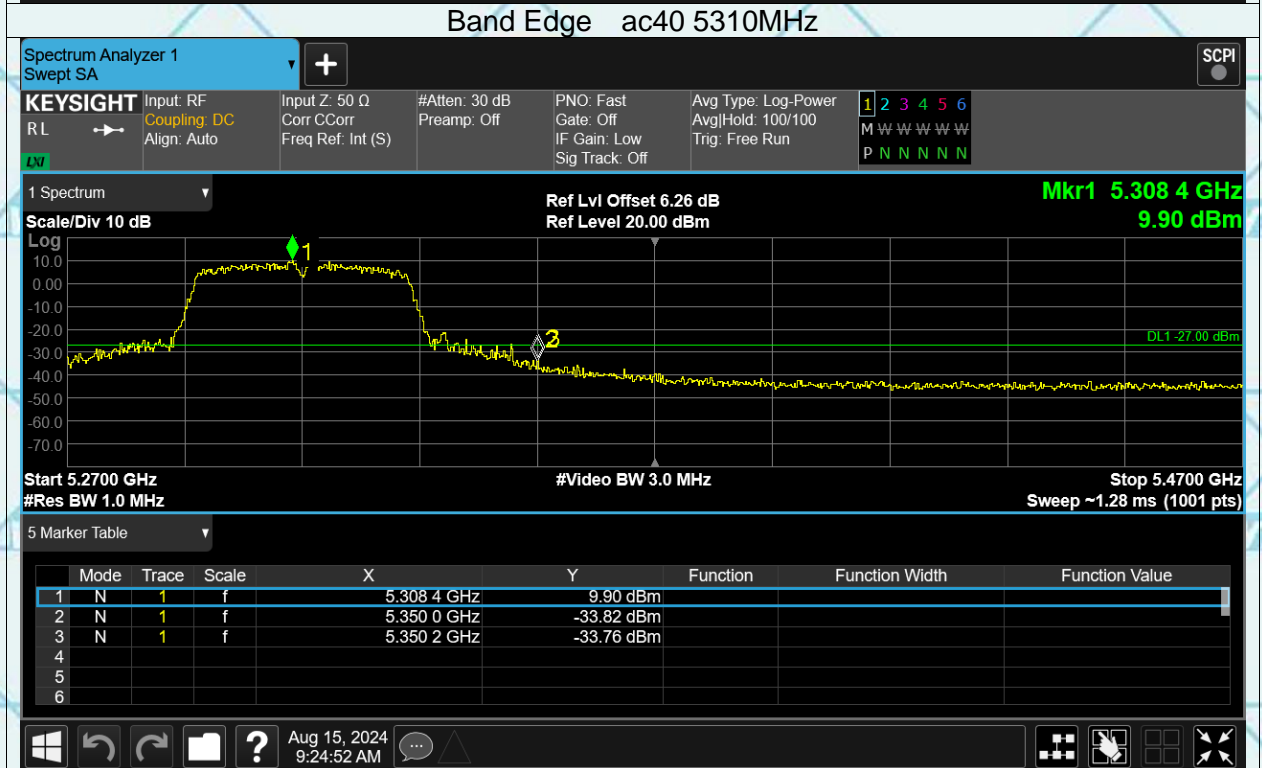 Band Edge ac40 5310MHz
Spectrum Analyzer 1
Swept SA
+
SCPI
KEYSIGHT Input: RF Input Z: 50 Ω #Atten: 30 dB PNO: Fast Avg Type: Log-Power 1 2 3 4 5 6
RL Coupling: DC Corr CCorr Preamp: Off Gate: Off Avg|Hold: 100/100 M W W W W W
Align: Auto Freq Ref: Int (S) IF Gain: Low Trig: Free Run P N N N N N
LXI Sig Track: Off
1 Spectrum Ref Lvl Offset 6.26 dB Mkr1 5.308 4 GHz
Scale/Div 10 dB Ref Level 20.00 dBm 9.90 dBm
Log
1
10.0
0.00
-10.0
-20.0
DL1 -27.00 dBm
-30.0
-40.0
-50.0
-60.0
-70.0
Start 5.2700 GHz #Video BW 3.0 MHz Stop 5.4700 GHz
#Res BW 1.0 MHz Sweep ~1.28 ms (1001 pts)
5 Marker Table
Mode Trace Scale X Y Function Function Width Function Value
1 N 1 f 5.308 4 GHz 9.90 dBm
2 N 1 f 5.350 0 GHz -33.82 dBm
3 N 1 f 5.350 2 GHz -33.76 dBm
4
5
6
? Aug 15, 2024
9:24:52 AM